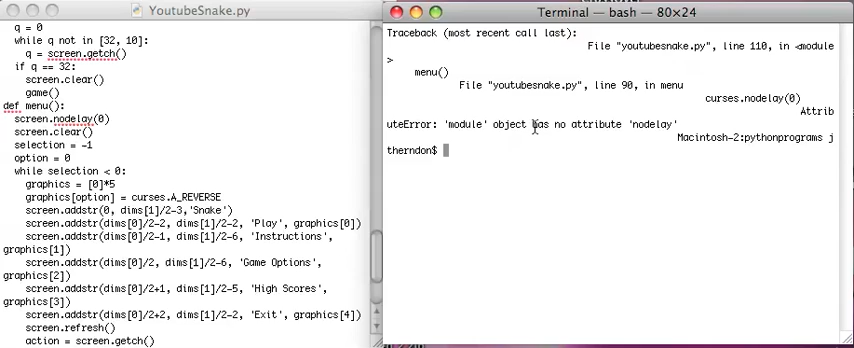 YoutubeSnake.py
q = 0
while q not in [32, 10]:
q = screen.getch()
if q == 32:
screen.clear()
game()
def menu():
screen.nodelay(0)
screen.clear()
selection = -1
option = 0
while selection < 0:
graphics = [0]*5
graphics[option] = curses.A_REVERSE
screen.addstr(0, dims[1]/2-3,'Snake')
screen.addstr(dims[0]/2-2, dims[1]/2-2, 'Play', graphics[0])
screen.addstr(dims[0]/2-1, dims[1]/2-6, 'Instructions',
graphics[1])
screen.addstr(dims[0]/2, dims[1]/2-6, 'Game Options',
graphics[2])
screen.addstr(dims[0]/2+1, dims[1]/2-5, 'High Scores',
graphics[3])
screen.addstr(dims[0]/2+2, dims[1]/2-2, 'Exit', graphics[4])
screen.refresh()
action = screen.getch()
Terminal — bash — 80×24
Traceback (most recent call last):
File "youtubesnake.py", line 110, in <module
>
menu()
File "youtubesnake.py", line 90, in menu
curses.nodelay(0)
Attrib
uteError: 'module' object has no attribute 'nodelay'
Macintosh-2:pythonprograms j
therndon$